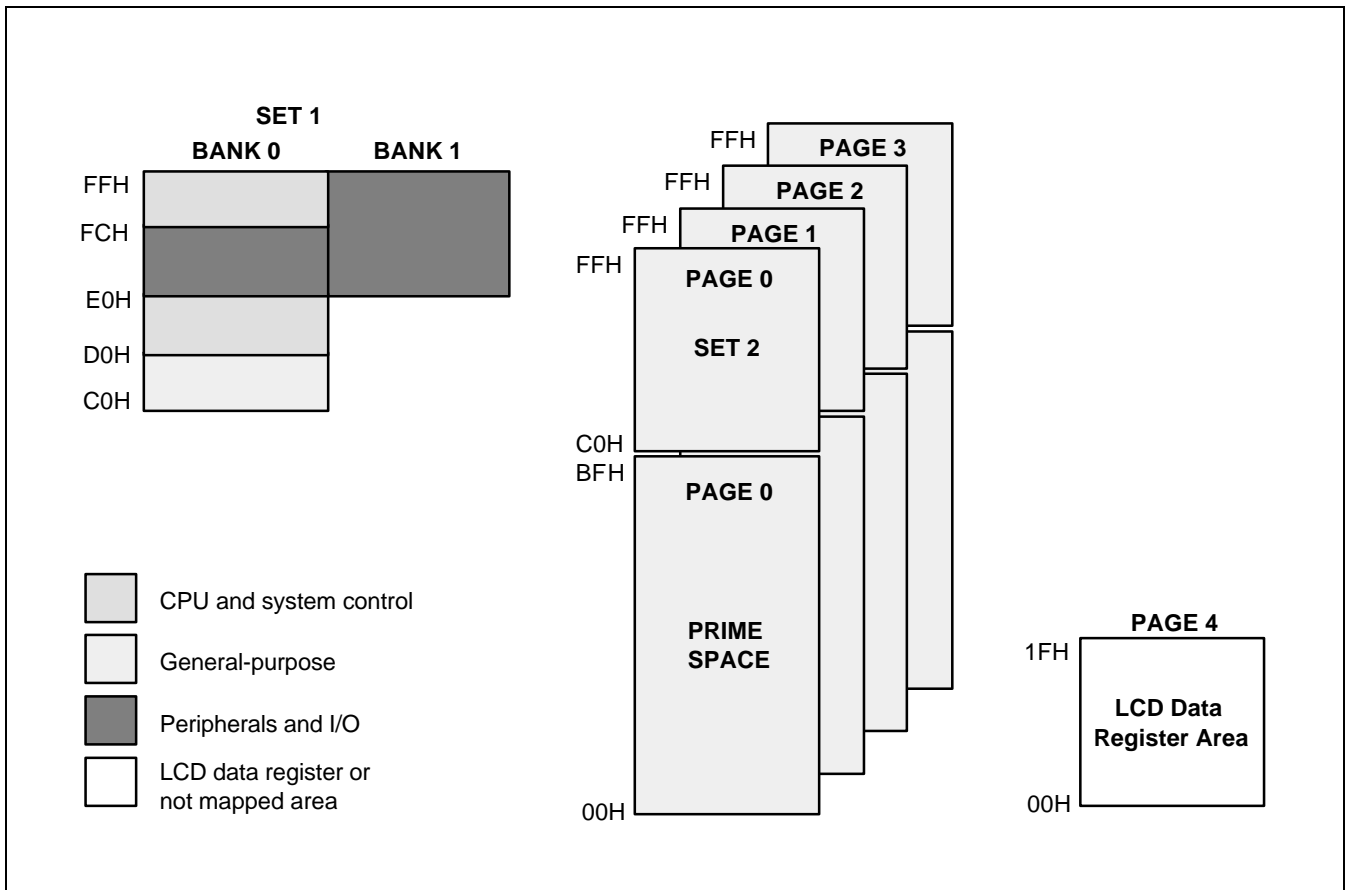 SET 1
BANK 0
BANK 1
FFH
FCH
E0H
D0H
C0H
FFH
PAGE 3
FFH
PAGE 2
FFH
PAGE 1
FFH
PAGE 0
SET 2
C0H
BFH
PAGE 0
PRIME
SPACE
00H
CPU and system control
General-purpose
Peripherals and I/O
LCD data register or
not mapped area
PAGE 4
1FH
LCD Data
Register Area
00H